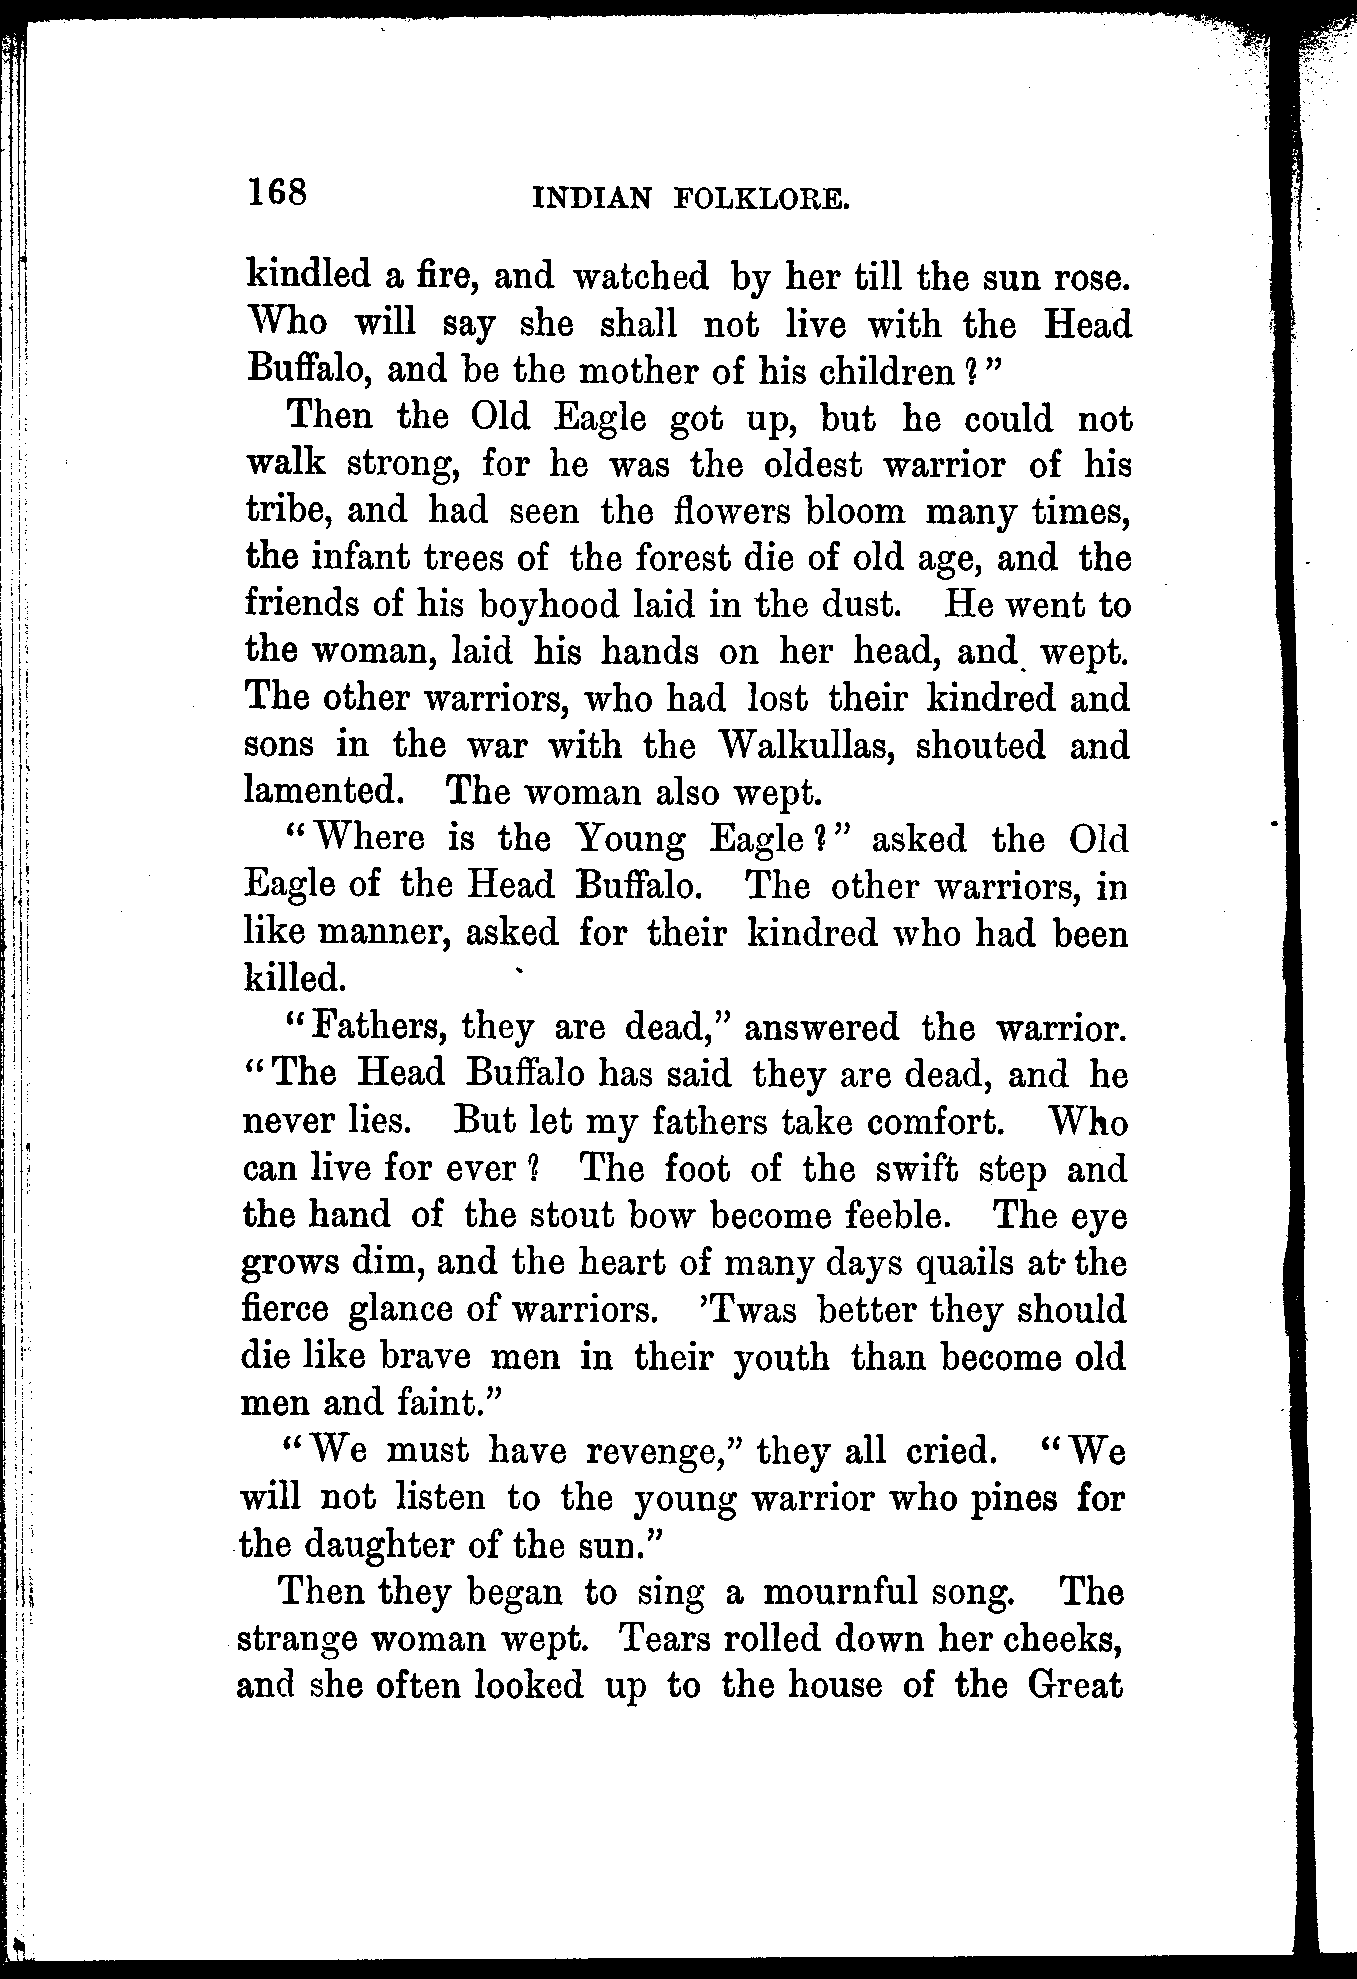 168 INDIAN FOLKLORE.
kindled a fire, and watched by her till the sun rose.
Who will say she shall not live with the Head
Buffalo, and be the mother of his children?”
Then the Old Eagle got up, but he could not
walk strong, for he was the oldest warrior of his
tribe, and had seen the flowers bloom many times,
the infant trees of the forest die of old age, and the
friends of his boyhood laid in the dust. He went to
the woman, laid his hands on her head, and wept.
The other warriors, who had lost their kindred and
sons in the war with the Walkullas, shouted and
lamented. The woman also wept.
“Where is the Young Eagle?” asked the Old
Eagle of the Head Buffalo. The other warriors, in
like manner, asked for their kindred who had been
killed.
“Fathers, they are dead,” answered the warrior.
“The Head Buffalo has said they are dead, and he
never lies. But let my fathers take comfort. Who
can live for ever? The foot of the swift step and
the hand of the stout bow become feeble. The eye
grows dim, and the heart of many days quails at the
fierce glance of warriors. ’Twas better they should
die like brave men in their youth than become old
men and faint.”
“We must have revenge,” they all cried. “We
will not listen to the young warrior who pines for
the daughter of the sun.”
Then they began to sing a mournful song. The
strange woman wept. Tears rolled down her cheeks,
and she often looked up to the house of the Great